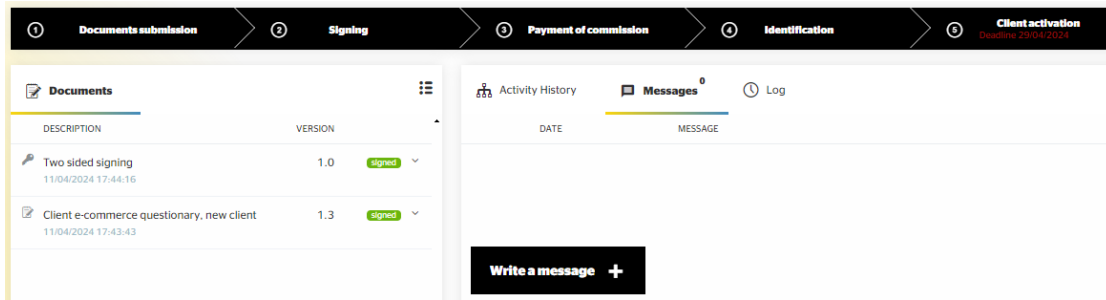 1 Documents submission
2 Signing
3 Payment of commission
4 Identification
5 Client activation
Deadline 29/04/2024
Documents
DESCRIPTION VERSION
Two sided signing 1.0 signed
11/04/2024 17:44:16
Client e-commerce questionary, new client 1.3 signed
11/04/2024 17:43:43
Activity History Messages 0 Log
DATE MESSAGE
Write a message +